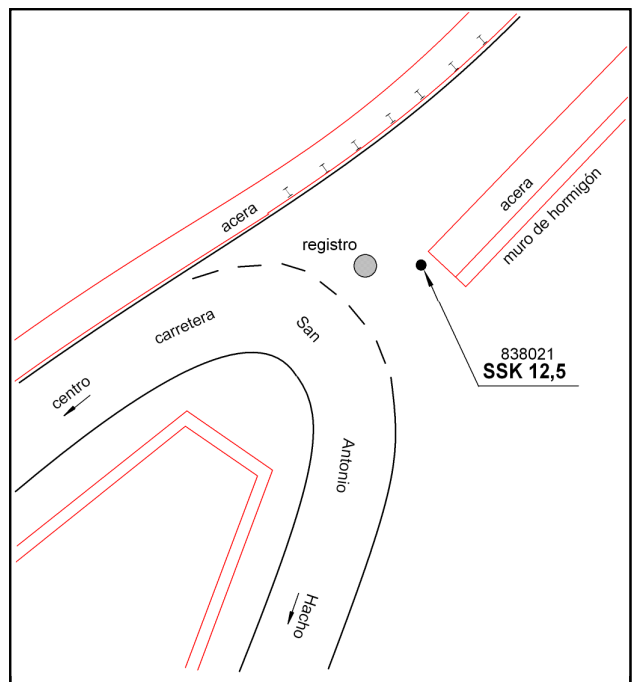 acera
acera
muro de hormigón
registro
carretera
San
Antonio
838021
SSK 12,5
centro
Hacho